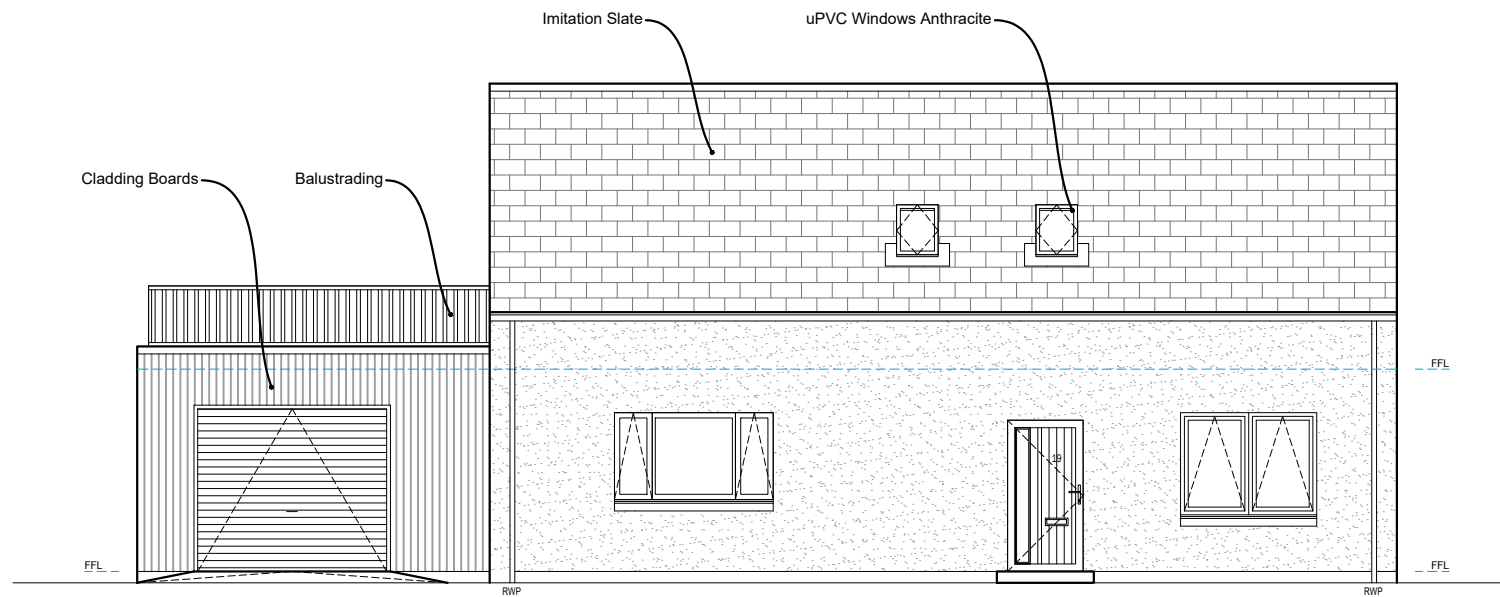 Imitation Slate
uPVC Windows Anthracite
Cladding Boards
Balustrading
FFL
19
FFL
FFL
RWP
RWP